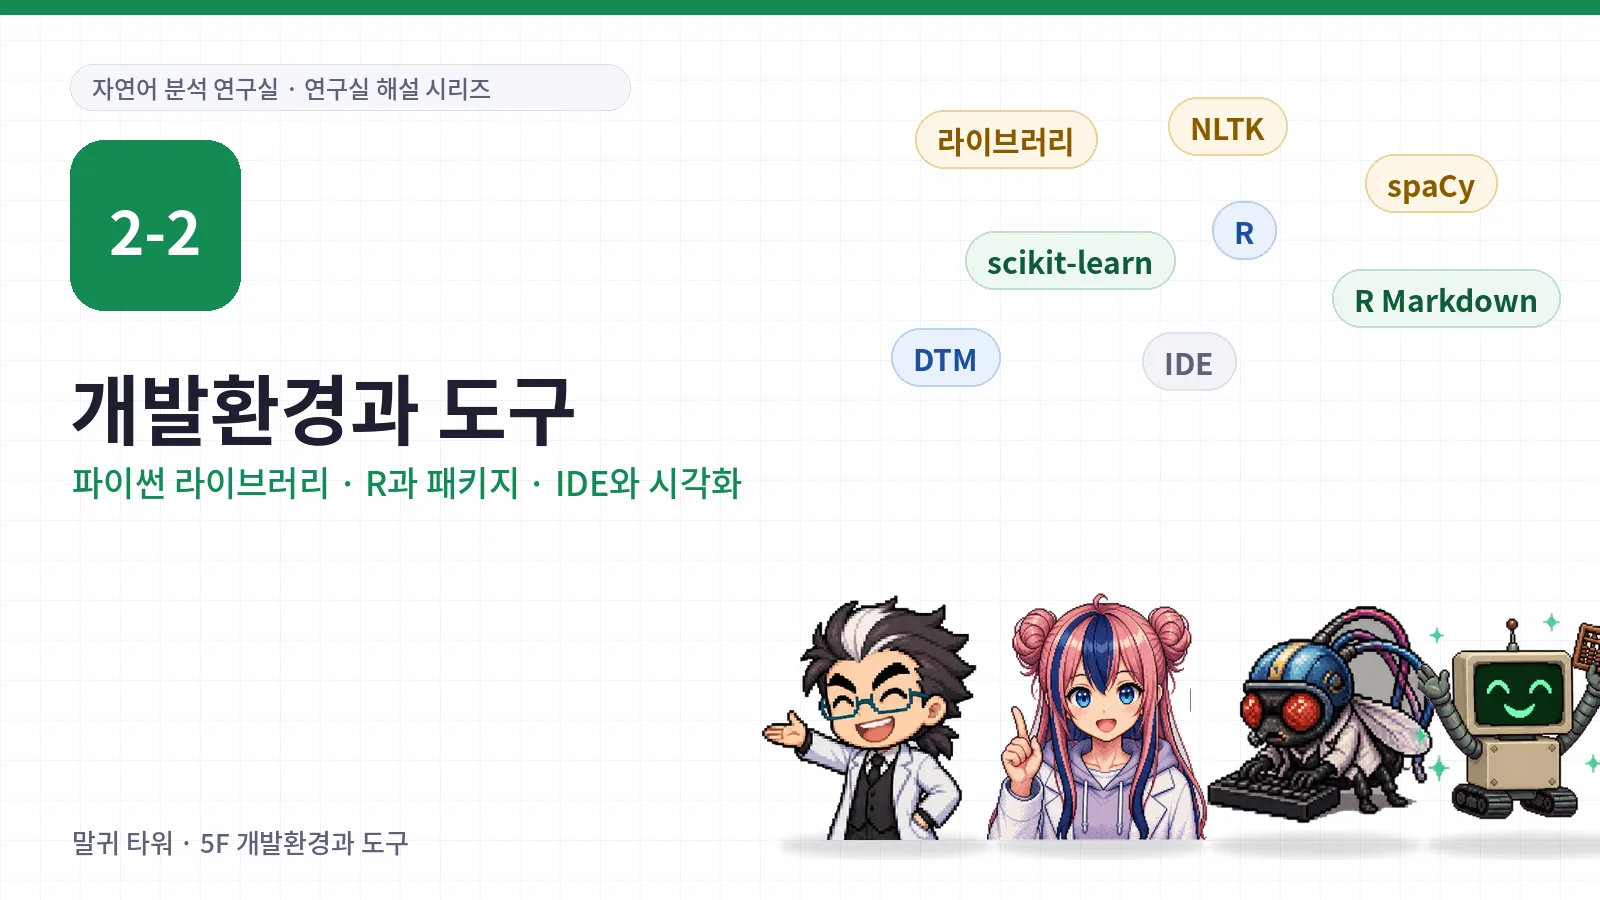 자연어 분석 연구실 · 연구실 해설 시리즈
2-2
개발환경과 도구
파이썬 라이브러리 · R과 패키지 · IDE와 시각화
라이브러리
NLTK
spaCy
R
scikit-learn
R Markdown
DTM
IDE
말귀 타워 · 5F 개발환경과 도구